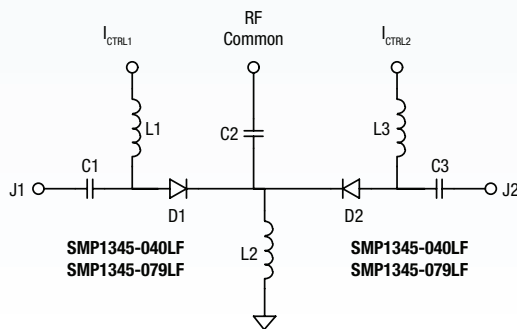 RF
Common
I_CTRL1
I_CTRL2
L1
C2
L3
C1
C3
J1
J2
D1
D2
L2
SMP1345-040LF
SMP1345-079LF
SMP1345-040LF
SMP1345-079LF